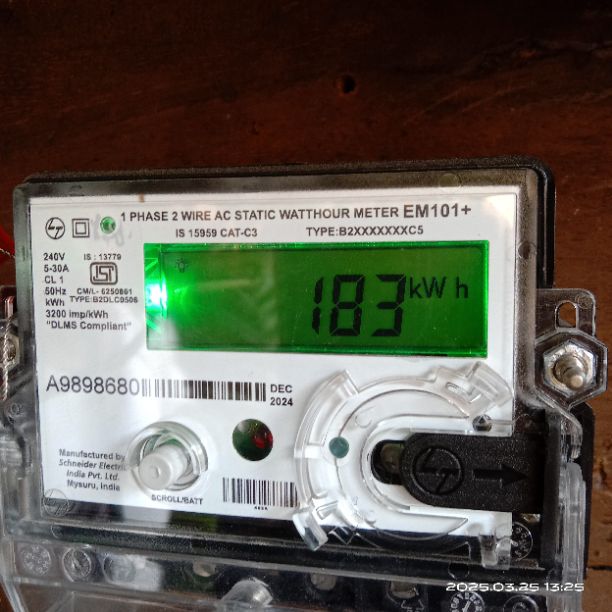 1 PHASE 2 WIRE AC STATIC WATTHOUR METER EM101+
IS 15959 CAT-C3 TYPE:B2XXXXXXXC5
240V
5-30A
CL 1
50Hz
kWh
3200 imp/kWh
"DLMS Compliant"
IS : 13779
ISI
CM/L- 6250861
TYPE:B2DLC0506
183 kW h
A9898680
DEC
2024
Manufactured by
Schneider Electric
India Pvt. Ltd.
Mysuru, India
SCROLL/BATT
2025.03.25 13:25